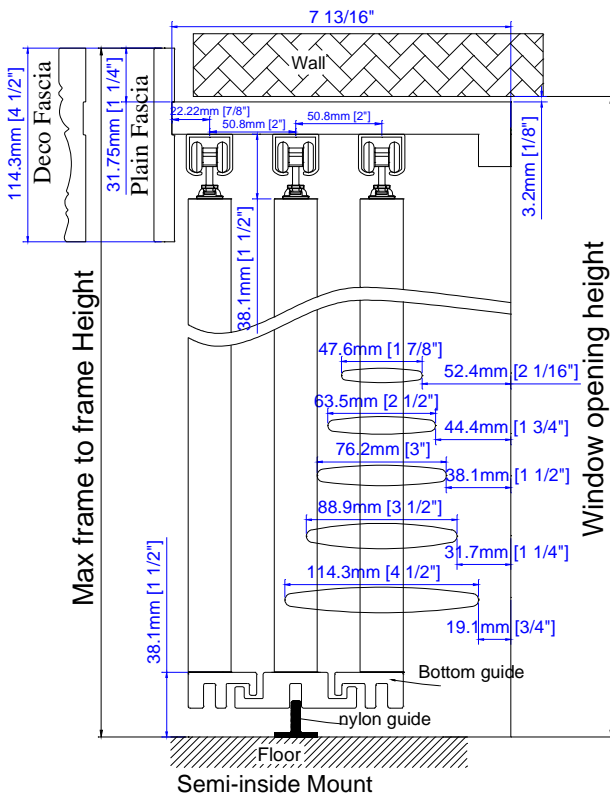 7 13/16"
Wall
22.22mm [7/8"]
50.8mm [2"]
50.8mm [2"]
114.3mm [4 1/2"]
Deco Fascia
31.75mm [1 1/4"]
Plain Fascia
3.2mm [1/8"]
38.1mm [1 1/2"]
Max frame to frame Height
Window opening height
47.6mm [1 7/8"]
52.4mm [2 1/16"]
63.5mm [2 1/2"]
44.4mm [1 3/4"]
76.2mm [3"]
38.1mm [1 1/2"]
88.9mm [3 1/2"]
31.7mm [1 1/4"]
114.3mm [4 1/2"]
19.1mm [3/4"]
38.1mm [1 1/2"]
Bottom guide
nylon guide
Floor
Semi-inside Mount